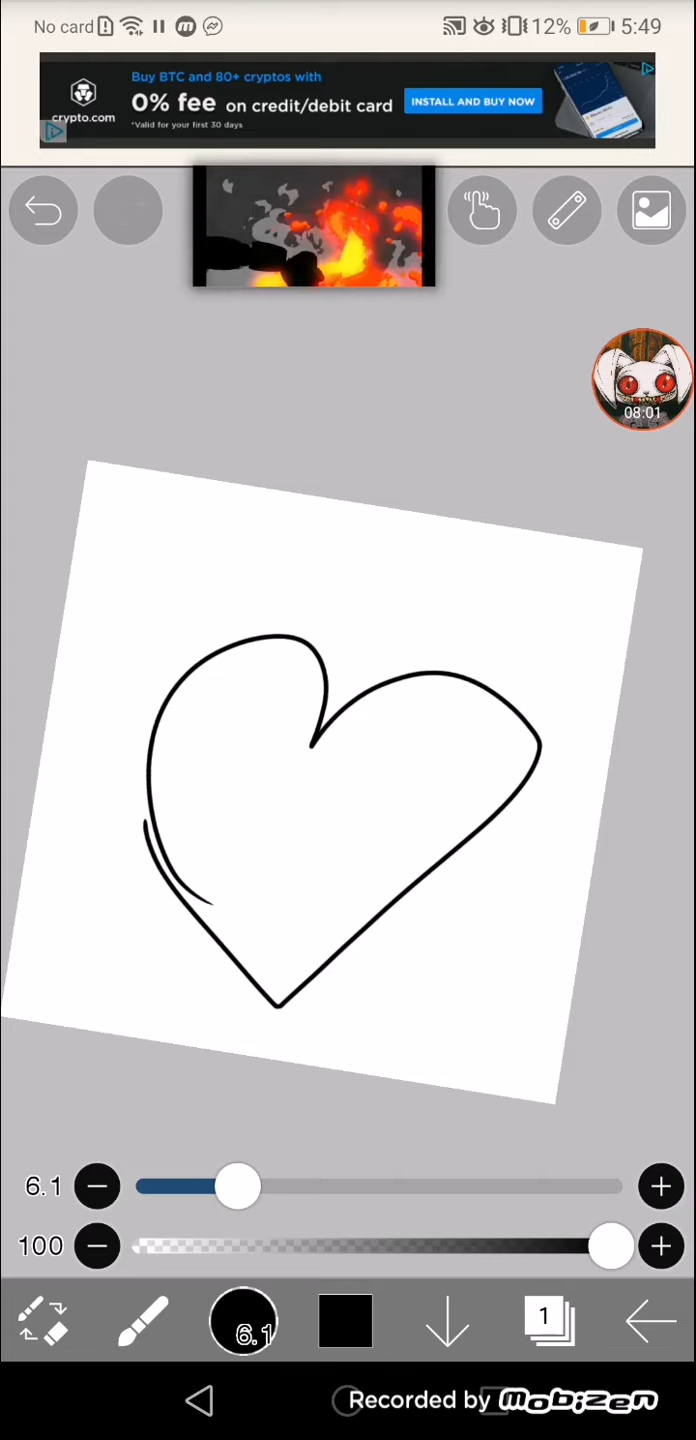 No card 12% 5:49
Buy BTC and 80+ cryptos with
0% fee on credit/debit card
INSTALL AND BUY NOW
crypto.com
*Valid for your first 30 days
08:01
6.1
100
6.1
1
Recorded by mobizen